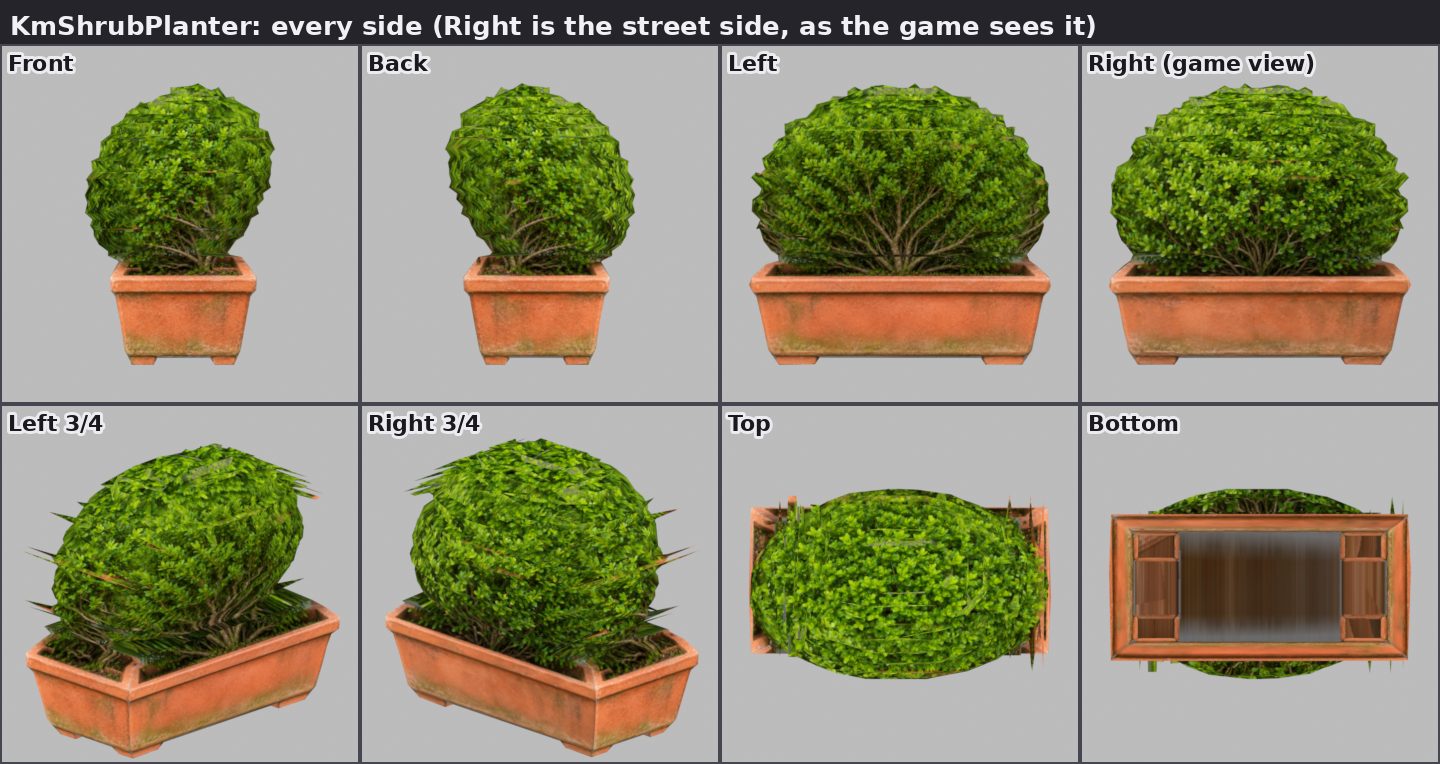 KmShrubPlanter: every side (Right is the street side, as the game sees it)
Front
Back
Left
Right (game view)
Left 3/4
Right 3/4
Top
Bottom